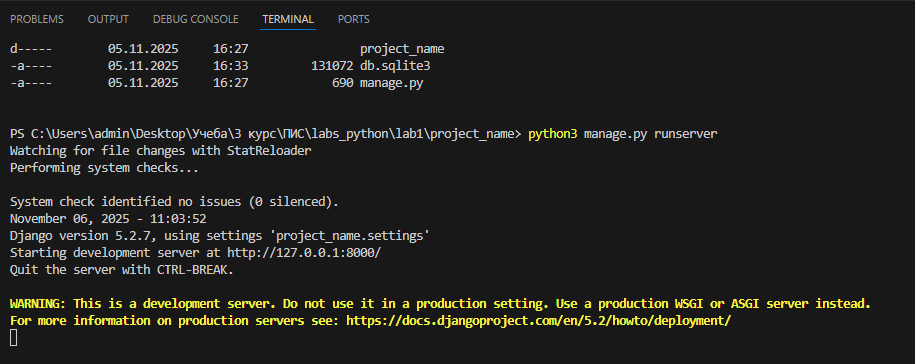 PROBLEMS OUTPUT DEBUG CONSOLE TERMINAL PORTS
d----- 05.11.2025 16:27 project_name
-a---- 05.11.2025 16:33 131072 db.sqlite3
-a---- 05.11.2025 16:27 690 manage.py
PS C:\Users\admin\Desktop\Учеба\3 курс\ПИС\labs_python\lab1\project_name> python3 manage.py runserver
Watching for file changes with StatReloader
Performing system checks...
System check identified no issues (0 silenced).
November 06, 2025 - 11:03:52
Django version 5.2.7, using settings 'project_name.settings'
Starting development server at http://127.0.0.1:8000/
Quit the server with CTRL-BREAK.
WARNING: This is a development server. Do not use it in a production setting. Use a production WSGI or ASGI server instead.
For more information on production servers see: https://docs.djangoproject.com/en/5.2/howto/deployment/